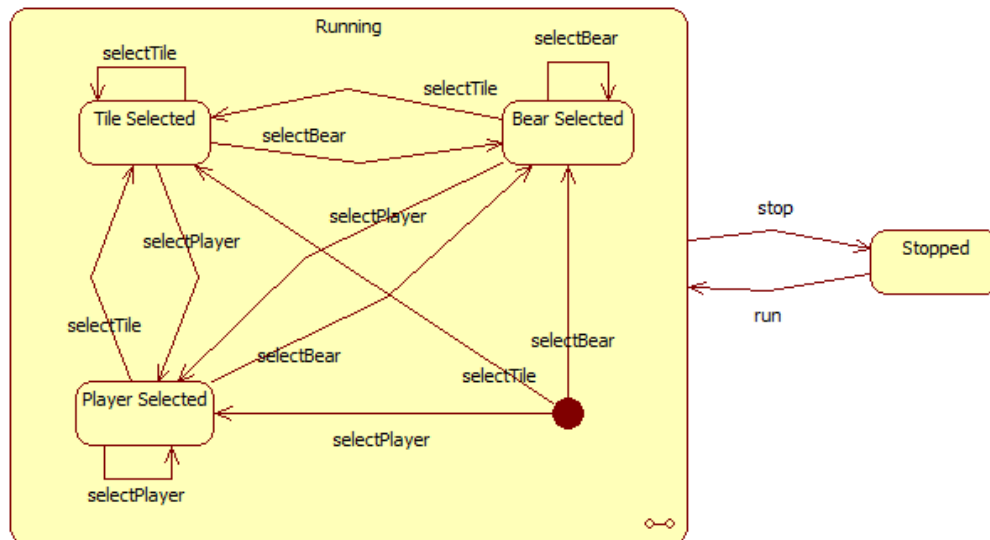 Running
selectTile
selectBear
Tile Selected
selectTile
Bear Selected
selectBear
selectPlayer
selectPlayer
stop
Stopped
run
selectTile
selectBear
selectBear
selectTile
Player Selected
selectPlayer
selectPlayer